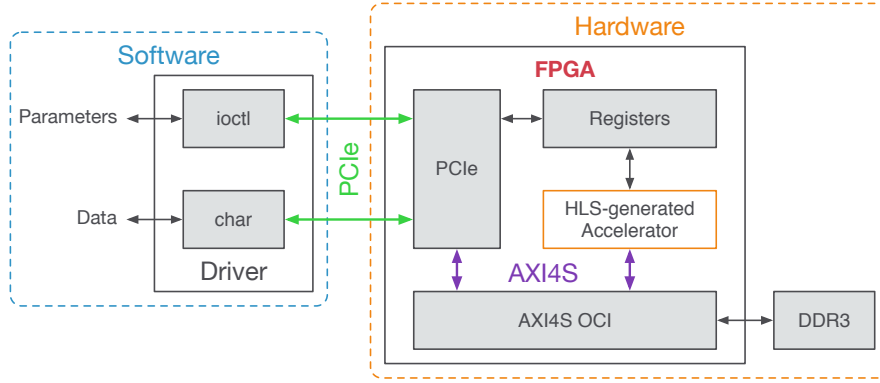 Hardware
Software
FPGA
Parameters
ioctl
PCIe
PCIe
Registers
Data
char
HLS-generated
Accelerator
Driver
AXI4S
AXI4S OCI
DDR3